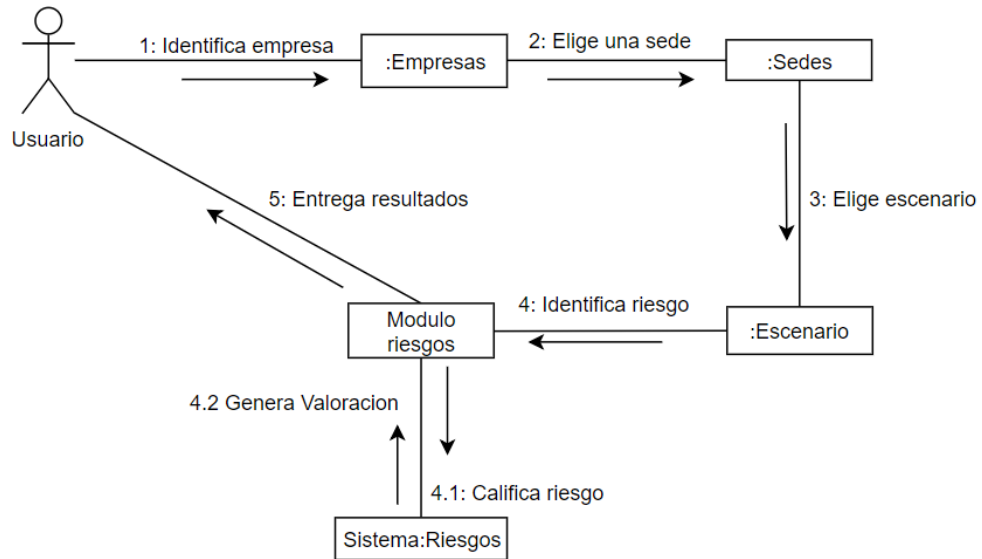 1: Identifica empresa
2: Elige una sede
:Empresas
:Sedes
Usuario
5: Entrega resultados
3: Elige escenario
4: Identifica riesgo
Modulo
riesgos
:Escenario
4.2 Genera Valoracion
4.1: Califica riesgo
Sistema:Riesgos